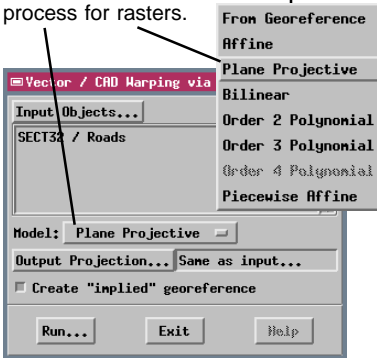 process for rasters.
From Georeference
Affine
Plane Projective
Bilinear
Order 2 Polynomial
Order 3 Polynomial
Order 4 Polynomial
Piecewise Affine
Vector / CAD Warping via
Input Objects...
SECT32 / Roads
Model: Plane Projective
Output Projection... Same as input...
Create "implied" georeference
Run... Exit Help